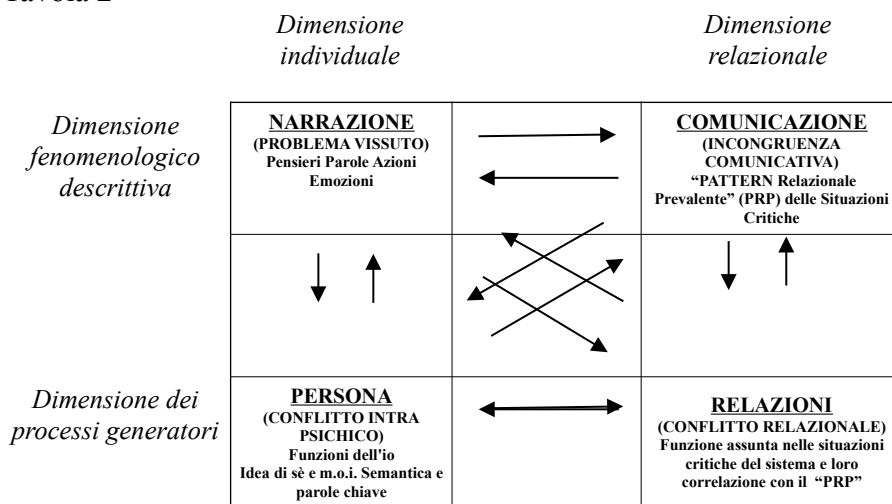 Dimensione
individuale
Dimensione
relazionale
Dimensione
fenomenologico
descrittiva
NARRAZIONE
(PROBLEMA VISSUTO)
Pensieri Parole Azioni
Emozioni
COMUNICAZIONE
(INCONGRUENZA
COMUNICATIVA)
“PATTERN Relazionale
Prevalente” (PRP) delle Situazioni
Critiche
Dimensione dei
processi generatori
PERSONA
(CONFLITTO INTRA
PSICHICO)
Funzioni dell'io
Idea di sè e m.o.i. Semantica e
parole chiave
RELAZIONI
(CONFLITTO RELAZIONALE)
Funzione assunta nelle situazioni
critiche del sistema e loro
correlazione con il “PRP”